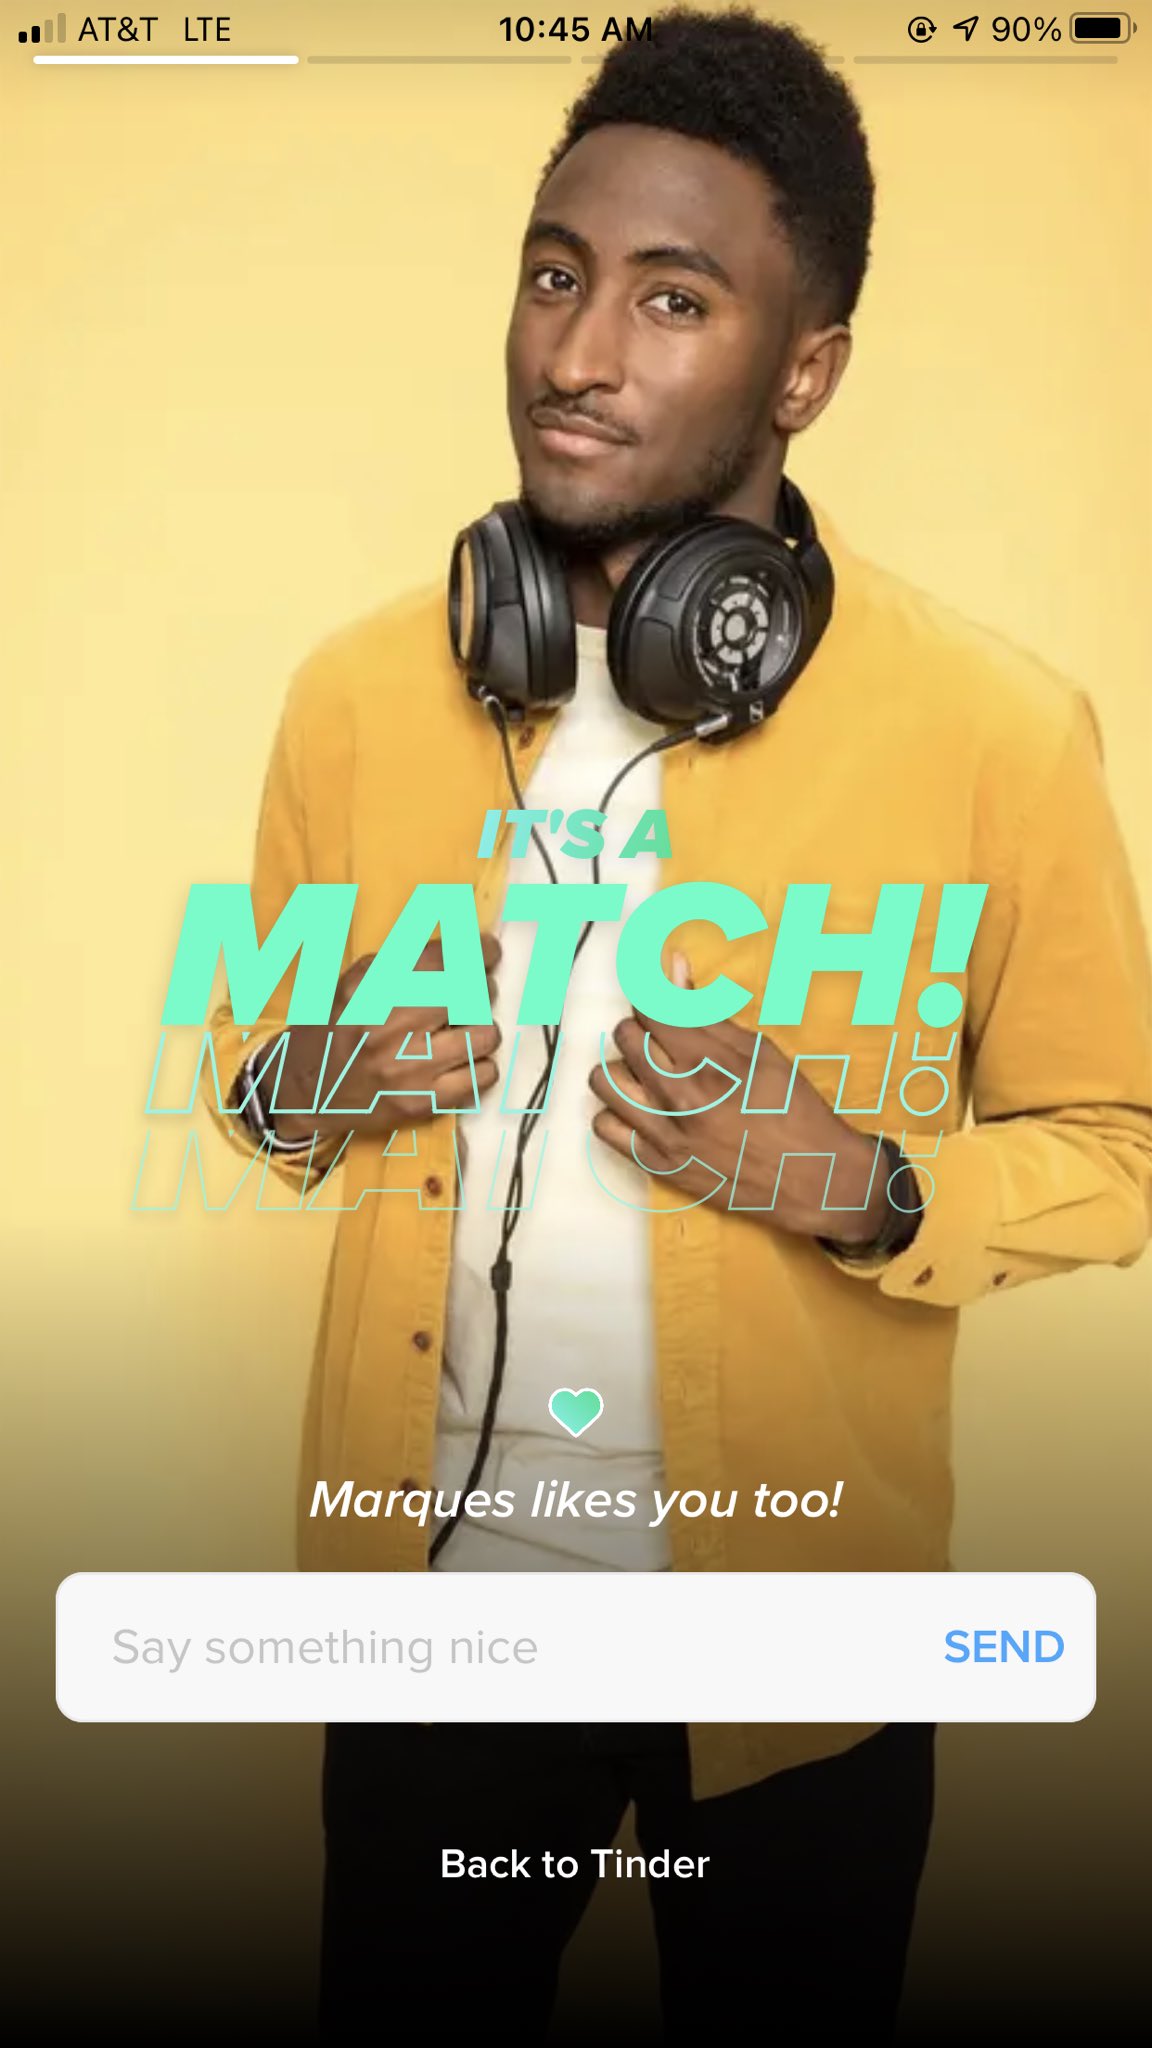 AT&T LTE 10:45 AM 90%
IT'S A
MATCH!
MATCH!
MATCH!
Marques likes you too!
Say something nice SEND
Back to Tinder